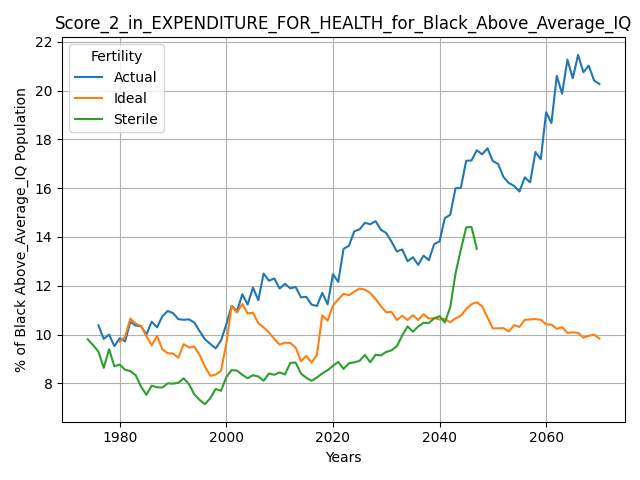 Score_2_in_EXPENDITURE_FOR_HEALTH_for_Black_Above_Average_IQ
Fertility
Actual
Ideal
Sterile
% of Black Above_Average_IQ Population
22
20
18
16
14
12
10
8
1980
2000
2020
2040
2060
Years